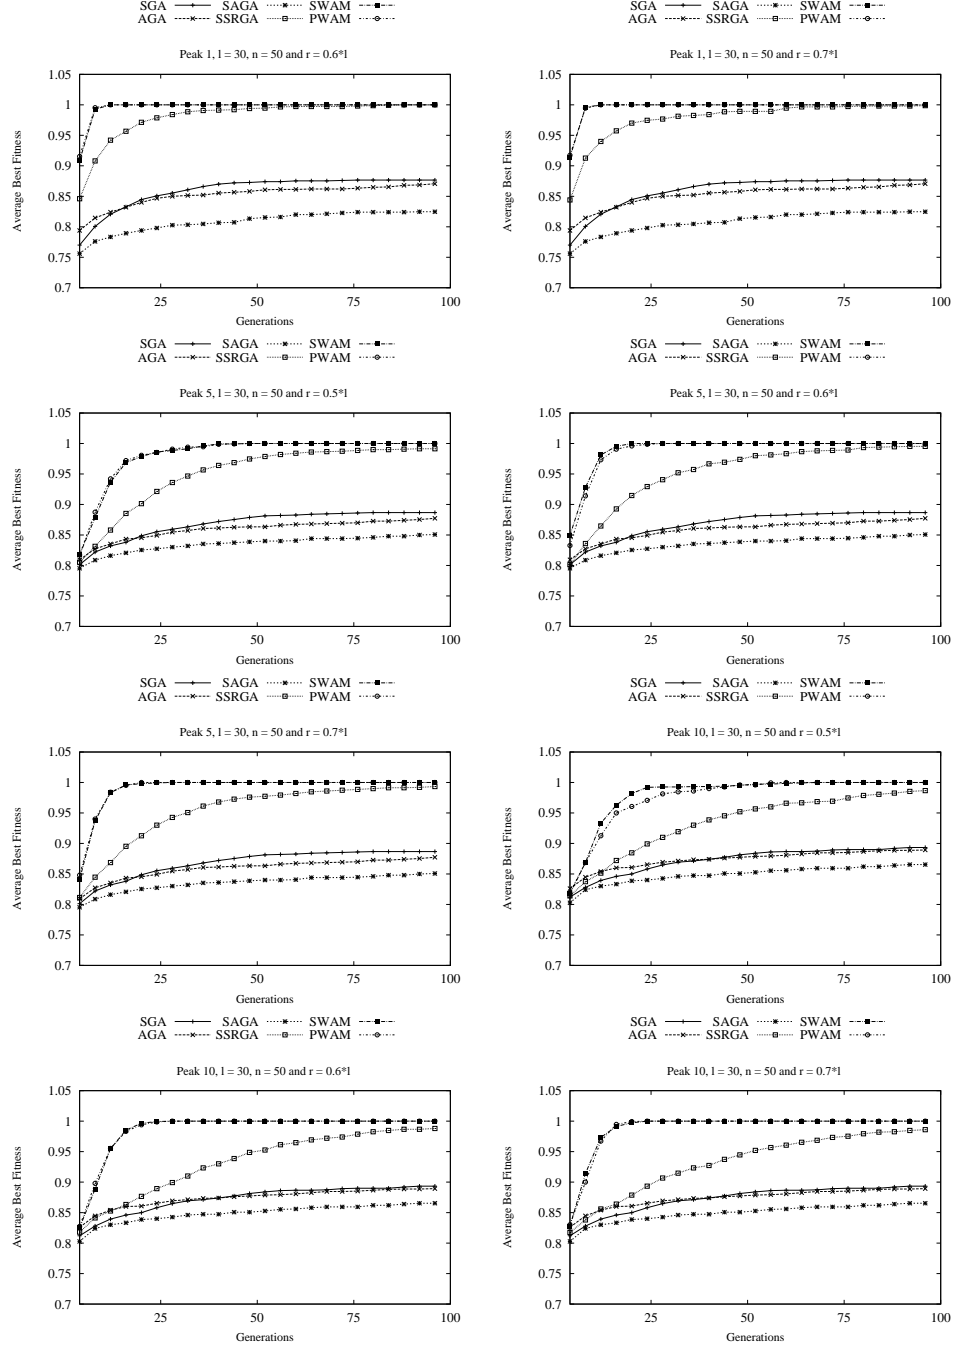 SGA SAGA SWAM
AGA SSRGA PWAM
Peak 1, l = 30, n = 50 and r = 0.6*l
1.05
1
0.95
0.9
0.85
0.8
0.75
0.7
Average Best Fitness
25 50 75 100
Generations
SGA SAGA SWAM
AGA SSRGA PWAM
Peak 1, l = 30, n = 50 and r = 0.7*l
1.05
1
0.95
0.9
0.85
0.8
0.75
0.7
Average Best Fitness
25 50 75 100
Generations
SGA SAGA SWAM
AGA SSRGA PWAM
Peak 5, l = 30, n = 50 and r = 0.5*l
1.05
1
0.95
0.9
0.85
0.8
0.75
0.7
Average Best Fitness
25 50 75 100
Generations
SGA SAGA SWAM
AGA SSRGA PWAM
Peak 5, l = 30, n = 50 and r = 0.6*l
1.05
1
0.95
0.9
0.85
0.8
0.75
0.7
Average Best Fitness
25 50 75 100
Generations
SGA SAGA SWAM
AGA SSRGA PWAM
Peak 5, l = 30, n = 50 and r = 0.7*l
1.05
1
0.95
0.9
0.85
0.8
0.75
0.7
Average Best Fitness
25 50 75 100
Generations
SGA SAGA SWAM
AGA SSRGA PWAM
Peak 10, l = 30, n = 50 and r = 0.5*l
1.05
1
0.95
0.9
0.85
0.8
0.75
0.7
Average Best Fitness
25 50 75 100
Generations
SGA SAGA SWAM
AGA SSRGA PWAM
Peak 10, l = 30, n = 50 and r = 0.6*l
1.05
1
0.95
0.9
0.85
0.8
0.75
0.7
Average Best Fitness
25 50 75 100
Generations
SGA SAGA SWAM
AGA SSRGA PWAM
Peak 10, l = 30, n = 50 and r = 0.7*l
1.05
1
0.95
0.9
0.85
0.8
0.75
0.7
Average Best Fitness
25 50 75 100
Generations